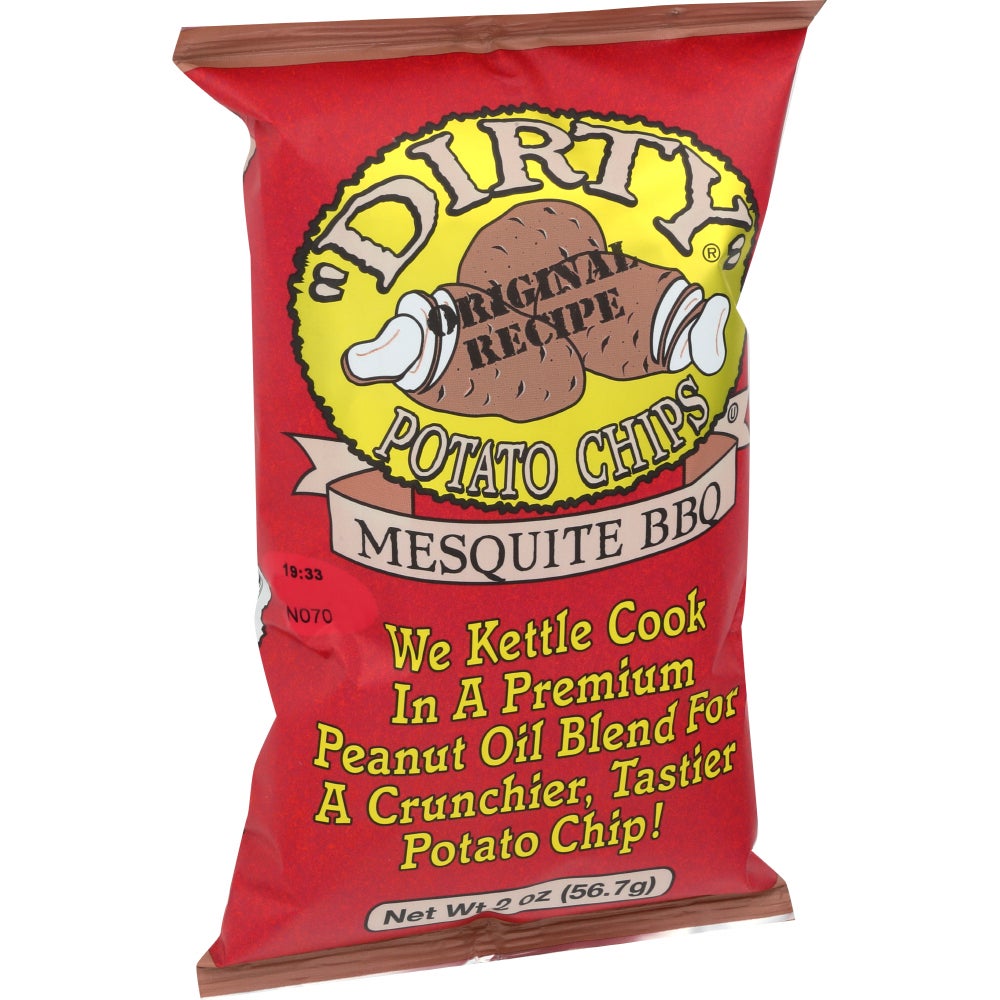 "DIRTY"®
ORIGINAL
RECIPE
POTATO CHIPS
U
MESQUITE BBQ
19:33
N070
We Kettle Cook
In A Premium
Peanut Oil Blend For
A Crunchier, Tastier
Potato Chip!
Net Wt 2 oz (56.7g)